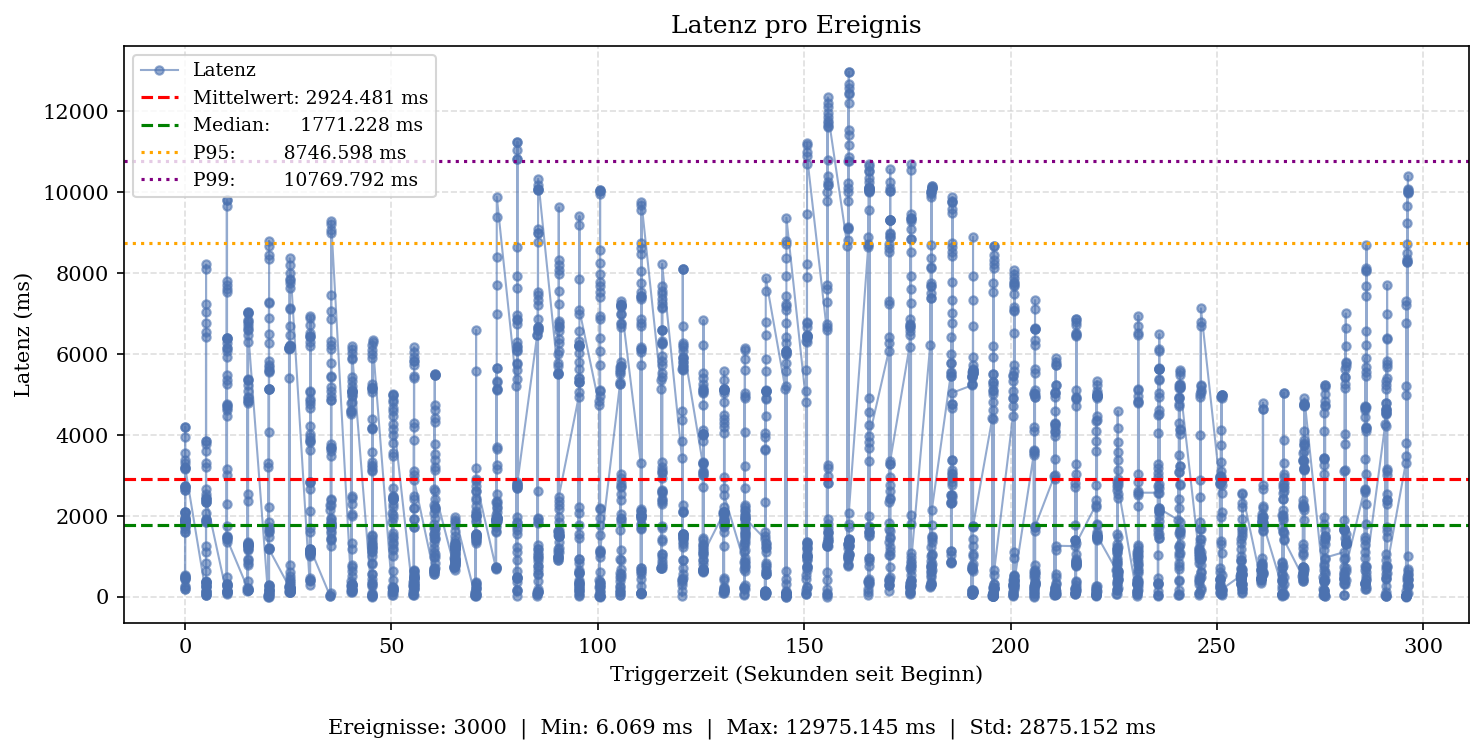 Latenz pro Ereignis
Latenz
Mittelwert: 2924.481 ms
Median: 1771.228 ms
P95: 8746.598 ms
P99: 10769.792 ms
Latenz (ms)
12000
10000
8000
6000
4000
2000
0
0 50 100 150 200 250 300
Triggerzeit (Sekunden seit Beginn)
Ereignisse: 3000 | Min: 6.069 ms | Max: 12975.145 ms | Std: 2875.152 ms